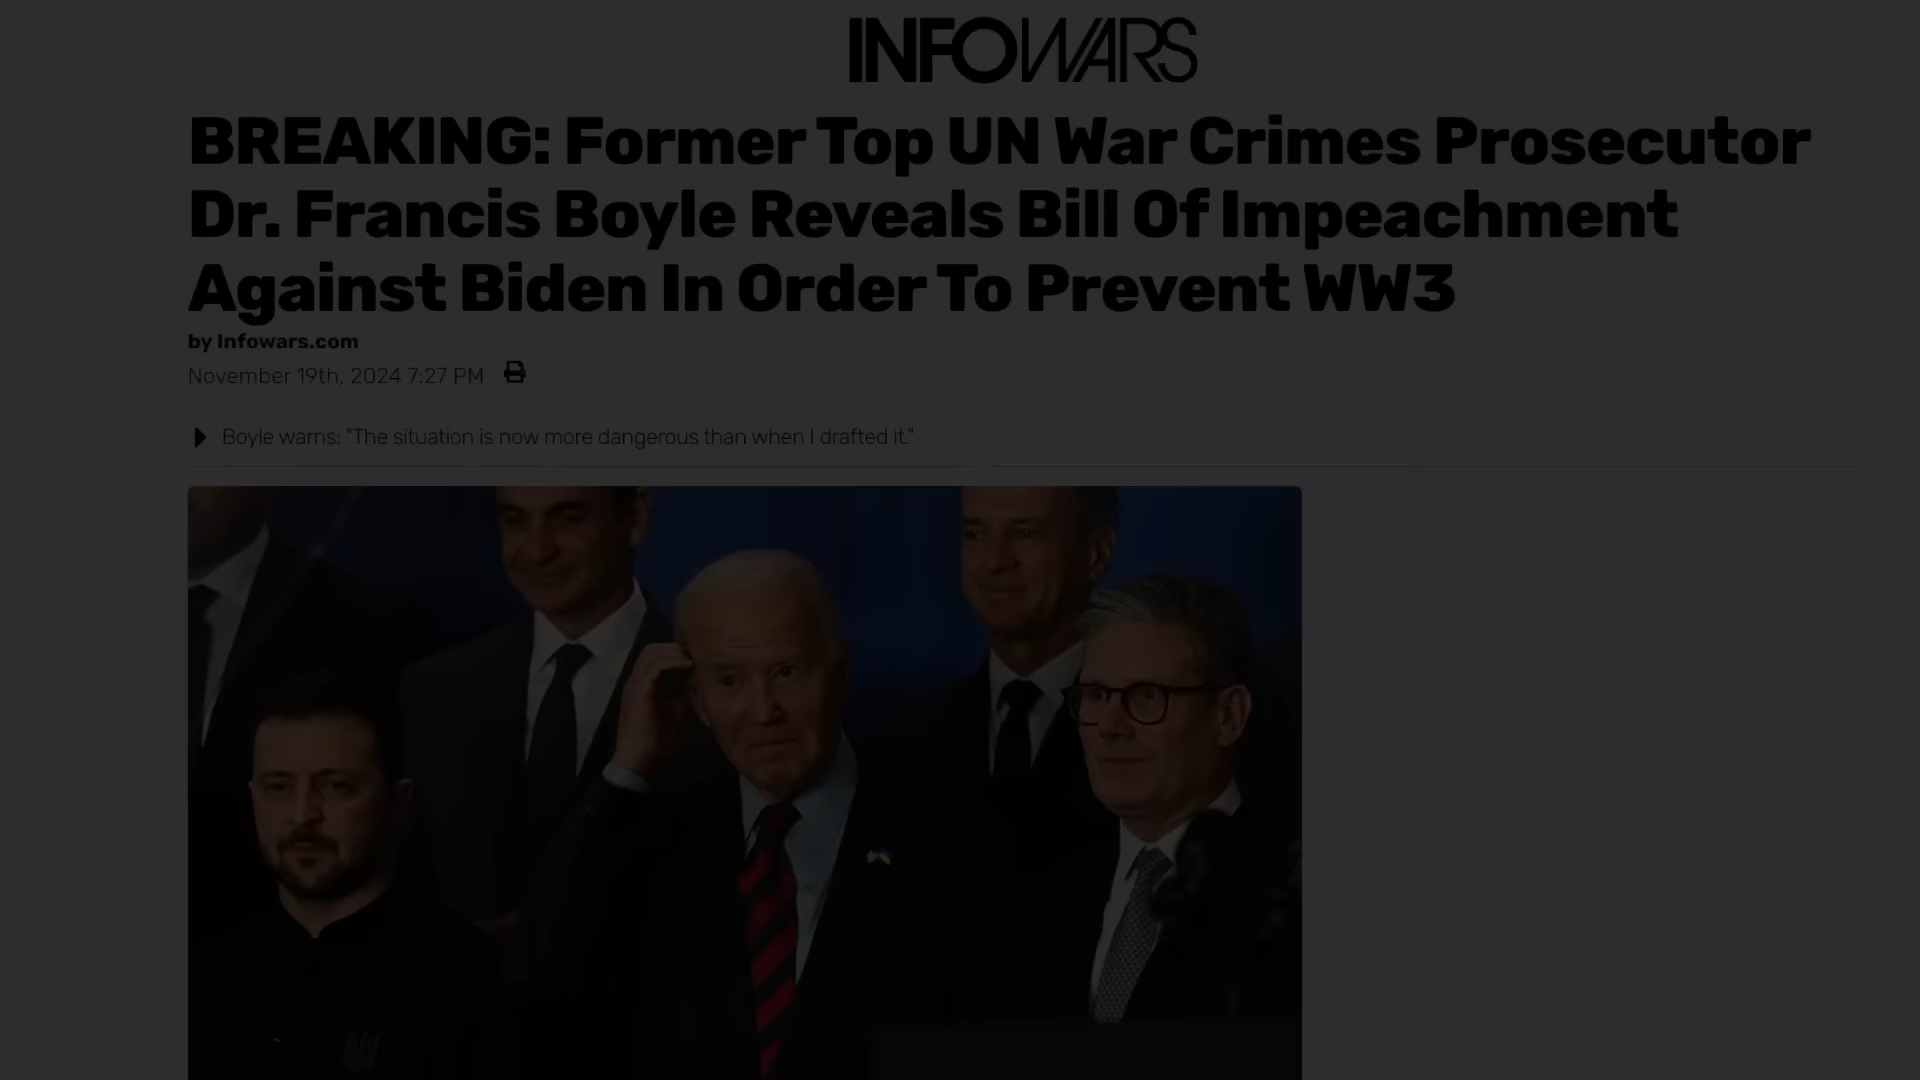 INFOWARS
BREAKING: Former Top UN War Crimes Prosecutor
Dr. Francis Boyle Reveals Bill Of Impeachment
Against Biden In Order To Prevent WW3
by Infowars.com
November 19th, 2024 7:27 PM
Boyle warns: "The situation is now more dangerous than when I drafted it."